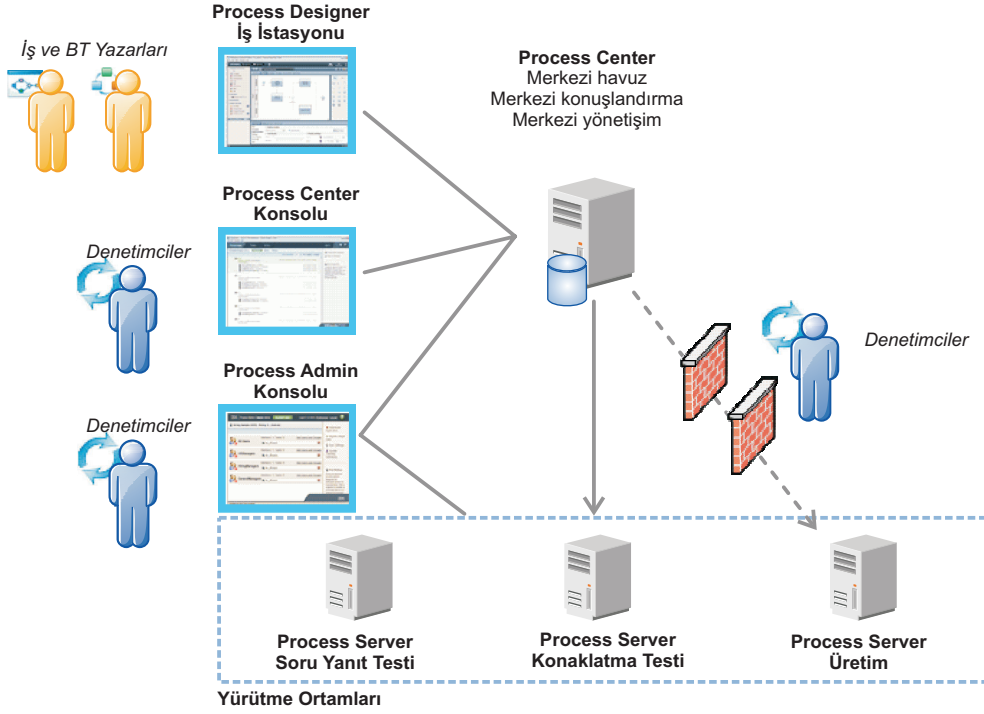 Process Designer
İş İstasyonu
İş ve BT Yazarları
Process Center
Merkezi havuz
Merkezi konuşlandırma
Merkezi yönetişim
Process Center
Konsolu
Denetimciler
Denetimciler
Process Admin
Konsolu
Denetimciler
Process Server
Soru Yanıt Testi
Process Server
Konaklatma Testi
Process Server
Üretim
Yürütme Ortamları